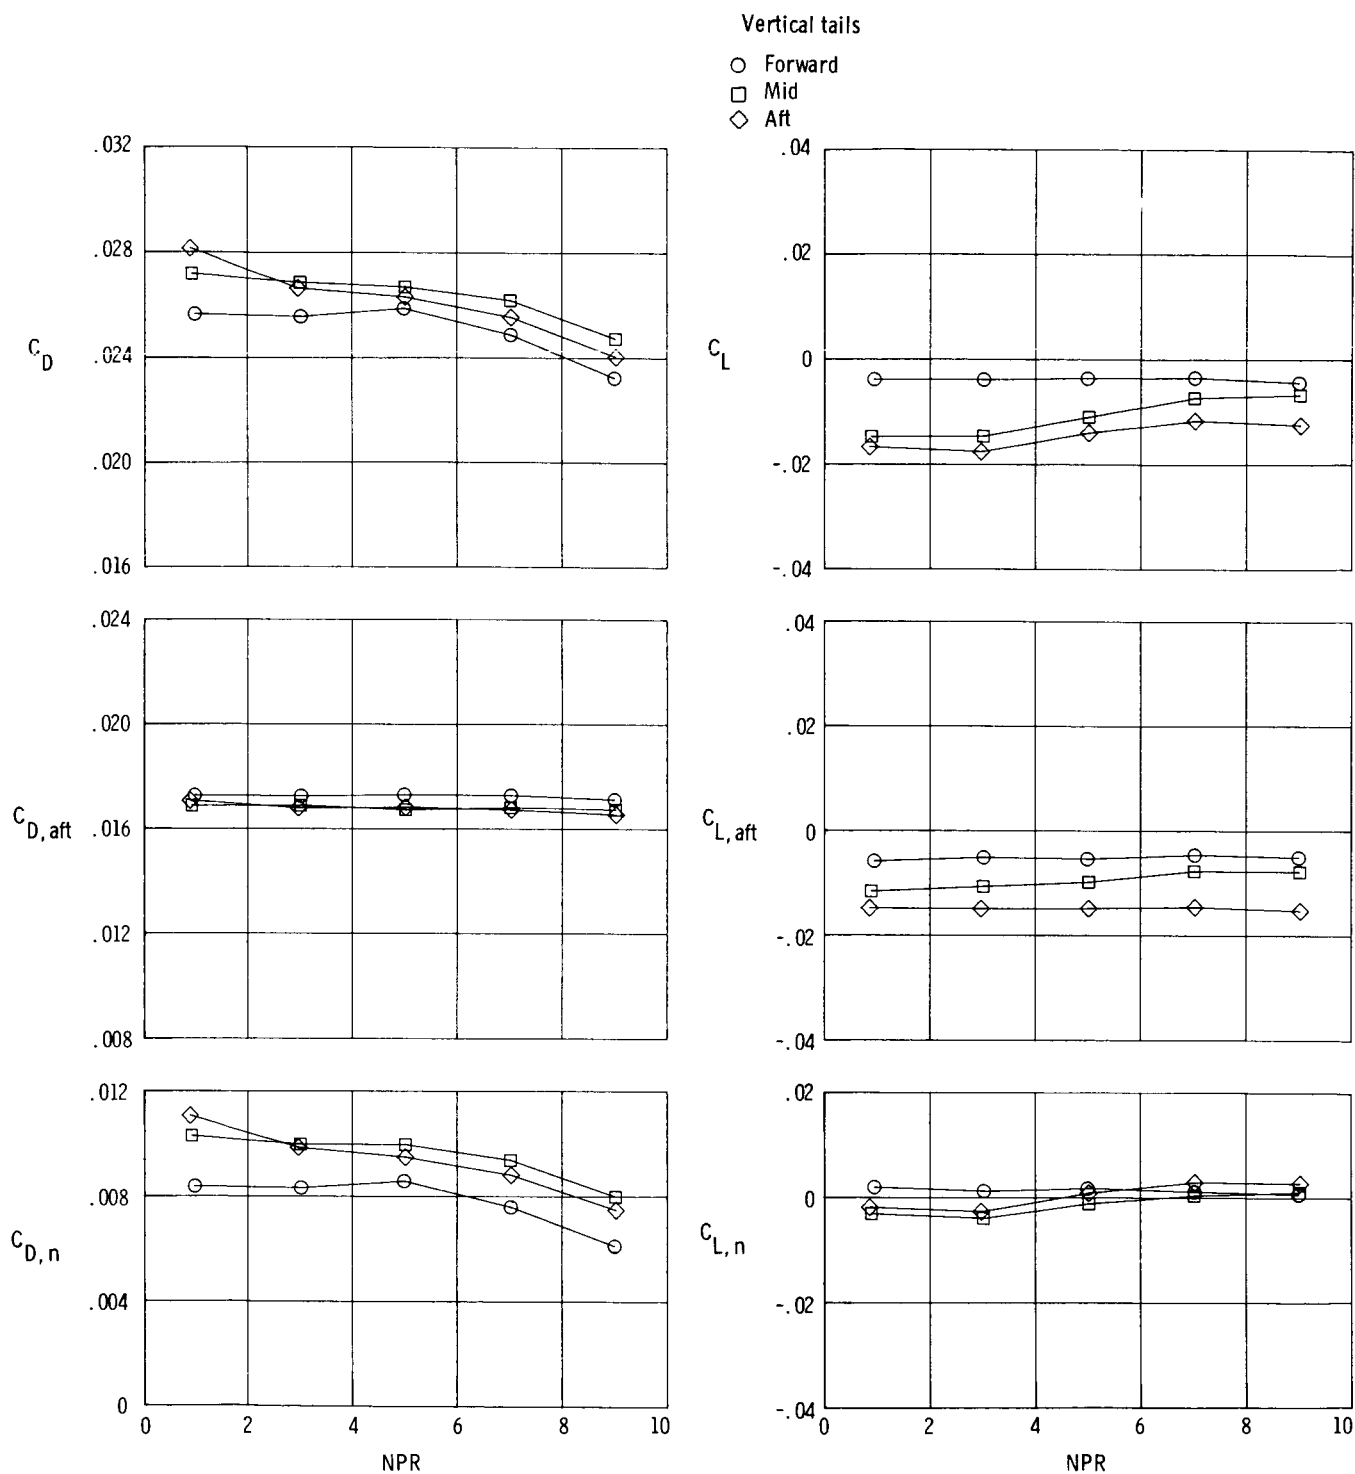 Vertical tails
Forward
Mid
Aft
.032
.028
.024
.020
.016
C_D
.04
.02
0
-.02
-.04
C_L
.024
.020
.016
.012
.008
C_D, aft
.04
.02
0
-.02
-.04
C_L, aft
.012
.008
.004
0
C_D, n
0 2 4 6 8 10
NPR
.02
0
-.02
-.04
C_L, n
0 2 4 6 8 10
NPR